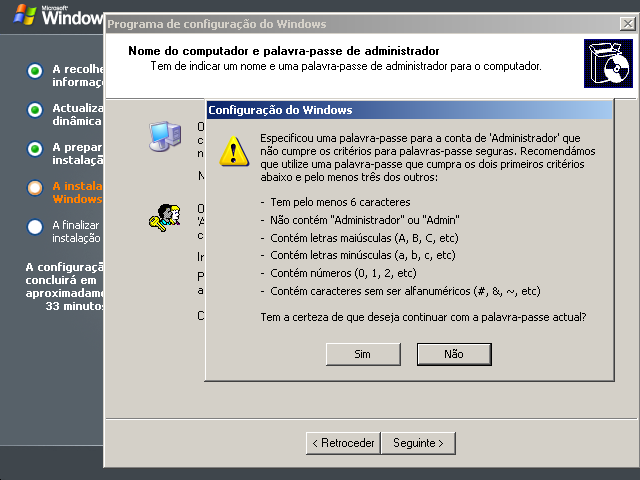 Microsoft
Window
Programa de configuração do Windows
Nome do computador e palavra-passe de administrador
Tem de indicar um nome e uma palavra-passe de administrador para o computador.
A recolhe
informaç
Actualiza
dinâmica
A prepar
instalaçã
A instala
Windows
A finalizar
instalação
A configuraçã
concluirá em
aproximadame
33 minutos
Configuração do Windows
Especificou uma palavra-passe para a conta de 'Administrador' que
não cumpre os critérios para palavras-passe seguras. Recomendámos
que utilize uma palavra-passe que cumpra os dois primeiros critérios
abaixo e pelo menos três dos outros:
- Tem pelo menos 6 caracteres
- Não contém "Administrador" ou "Admin"
- Contém letras maiúsculas (A, B, C, etc)
- Contém letras minúsculas (a, b, c, etc)
- Contém números (0, 1, 2, etc)
- Contém caracteres sem ser alfanuméricos (#, &, ~, etc)
Tem a certeza de que deseja continuar com a palavra-passe actual?
Sim
Não
< Retroceder
Seguinte >